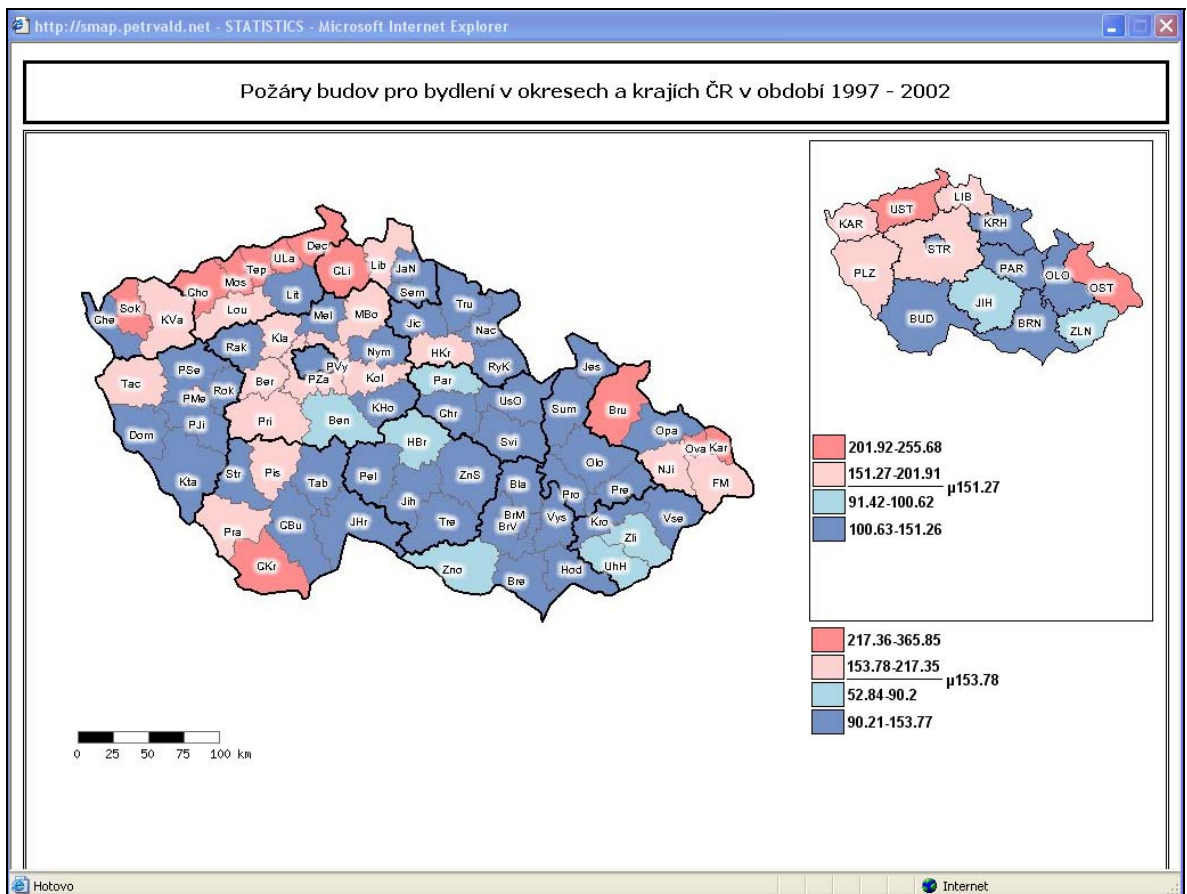 http://smap.petrvald.net - STATISTICS - Microsoft Internet Explorer
Požáry budov pro bydlení v okresech a krajích ČR v období 1997 - 2002
Dec
ULa
CLi
Lib
JaN
Tep
Mos
Cho
Lit
Sem
Sok
Che
KVa
Lou
Mel
MBo
Jic
Tru
Nac
Rak
Kla
PVy
Nym
HKr
RyK
Jes
Tac
PSe
Rok
PMe
Ber
PZa
Kol
Par
UsO
Sum
Bru
Dom
PJi
Pri
Ben
KHo
Chr
Svi
Opa
HBr
Ova
Kar
Kta
Str
Pis
Tab
Pel
ZnS
Bla
Olo
NJi
FM
Pro
Pre
Pra
CBu
JHr
Jih
Tre
BrM
BrV
Vys
Kro
Vse
Zli
CKr
Zno
Bre
Hod
UhH
0 25 50 75 100 km
KAR
UST
LIB
KRH
STR
PLZ
PAR
OLO
OST
JIH
BUD
BRN
ZLN
201.92-255.68
151.27-201.91
µ151.27
91.42-100.62
100.63-151.26
217.36-365.85
153.78-217.35
µ153.78
52.84-90.2
90.21-153.77
Hotovo
Internet